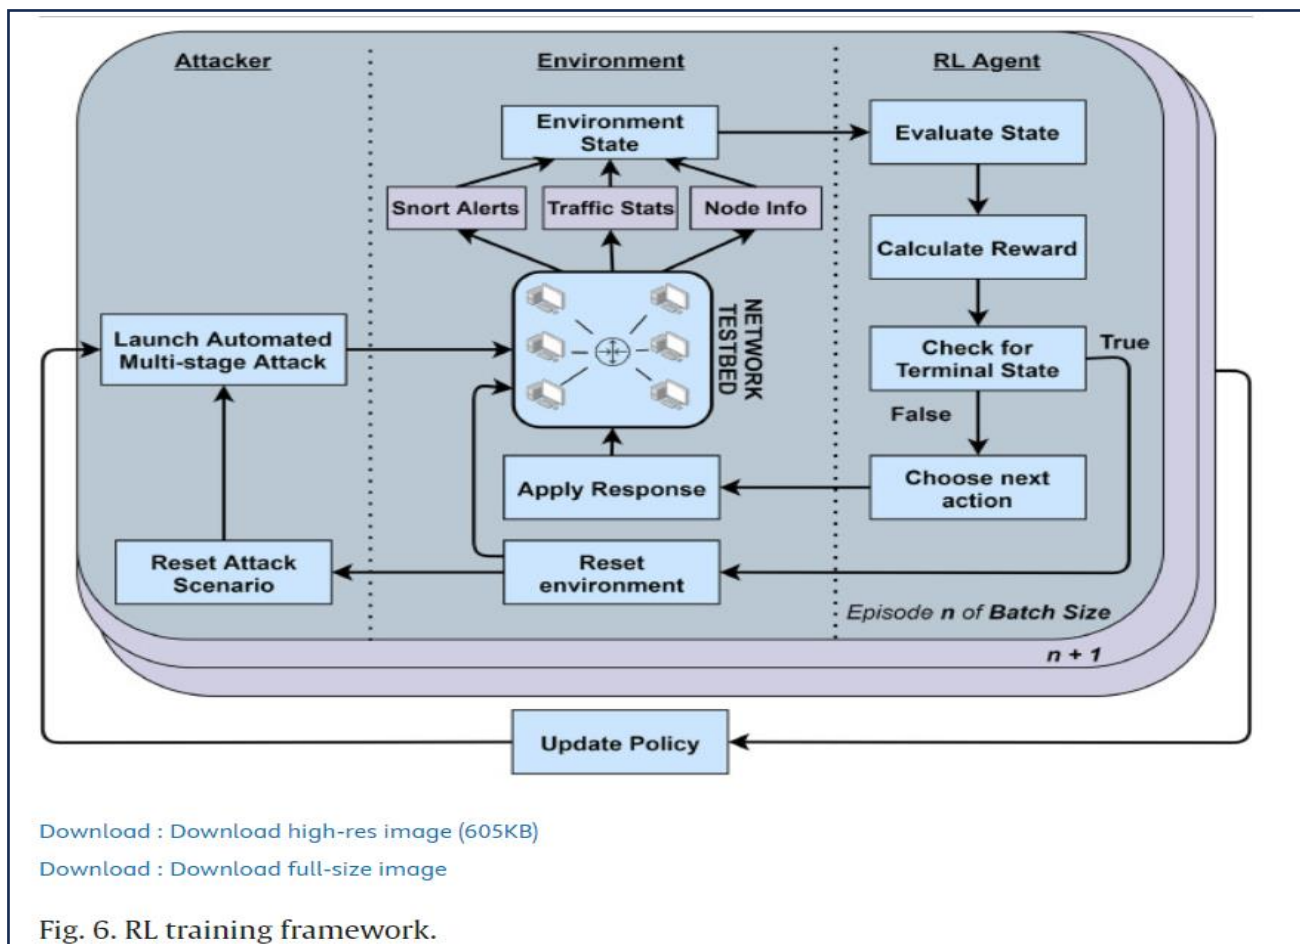 Attacker
Environment
RL Agent
Environment
State
Evaluate State
Snort Alerts
Traffic Stats
Node Info
Calculate Reward
NETWORK
TESTBED
Launch Automated
Multi-stage Attack
Check for
Terminal State
True
False
Apply Response
Choose next
action
Reset Attack
Scenario
Reset
environment
Episode n of Batch Size
n + 1
Update Policy
Download : Download high-res image (605KB)
Download : Download full-size image
Fig. 6. RL training framework.